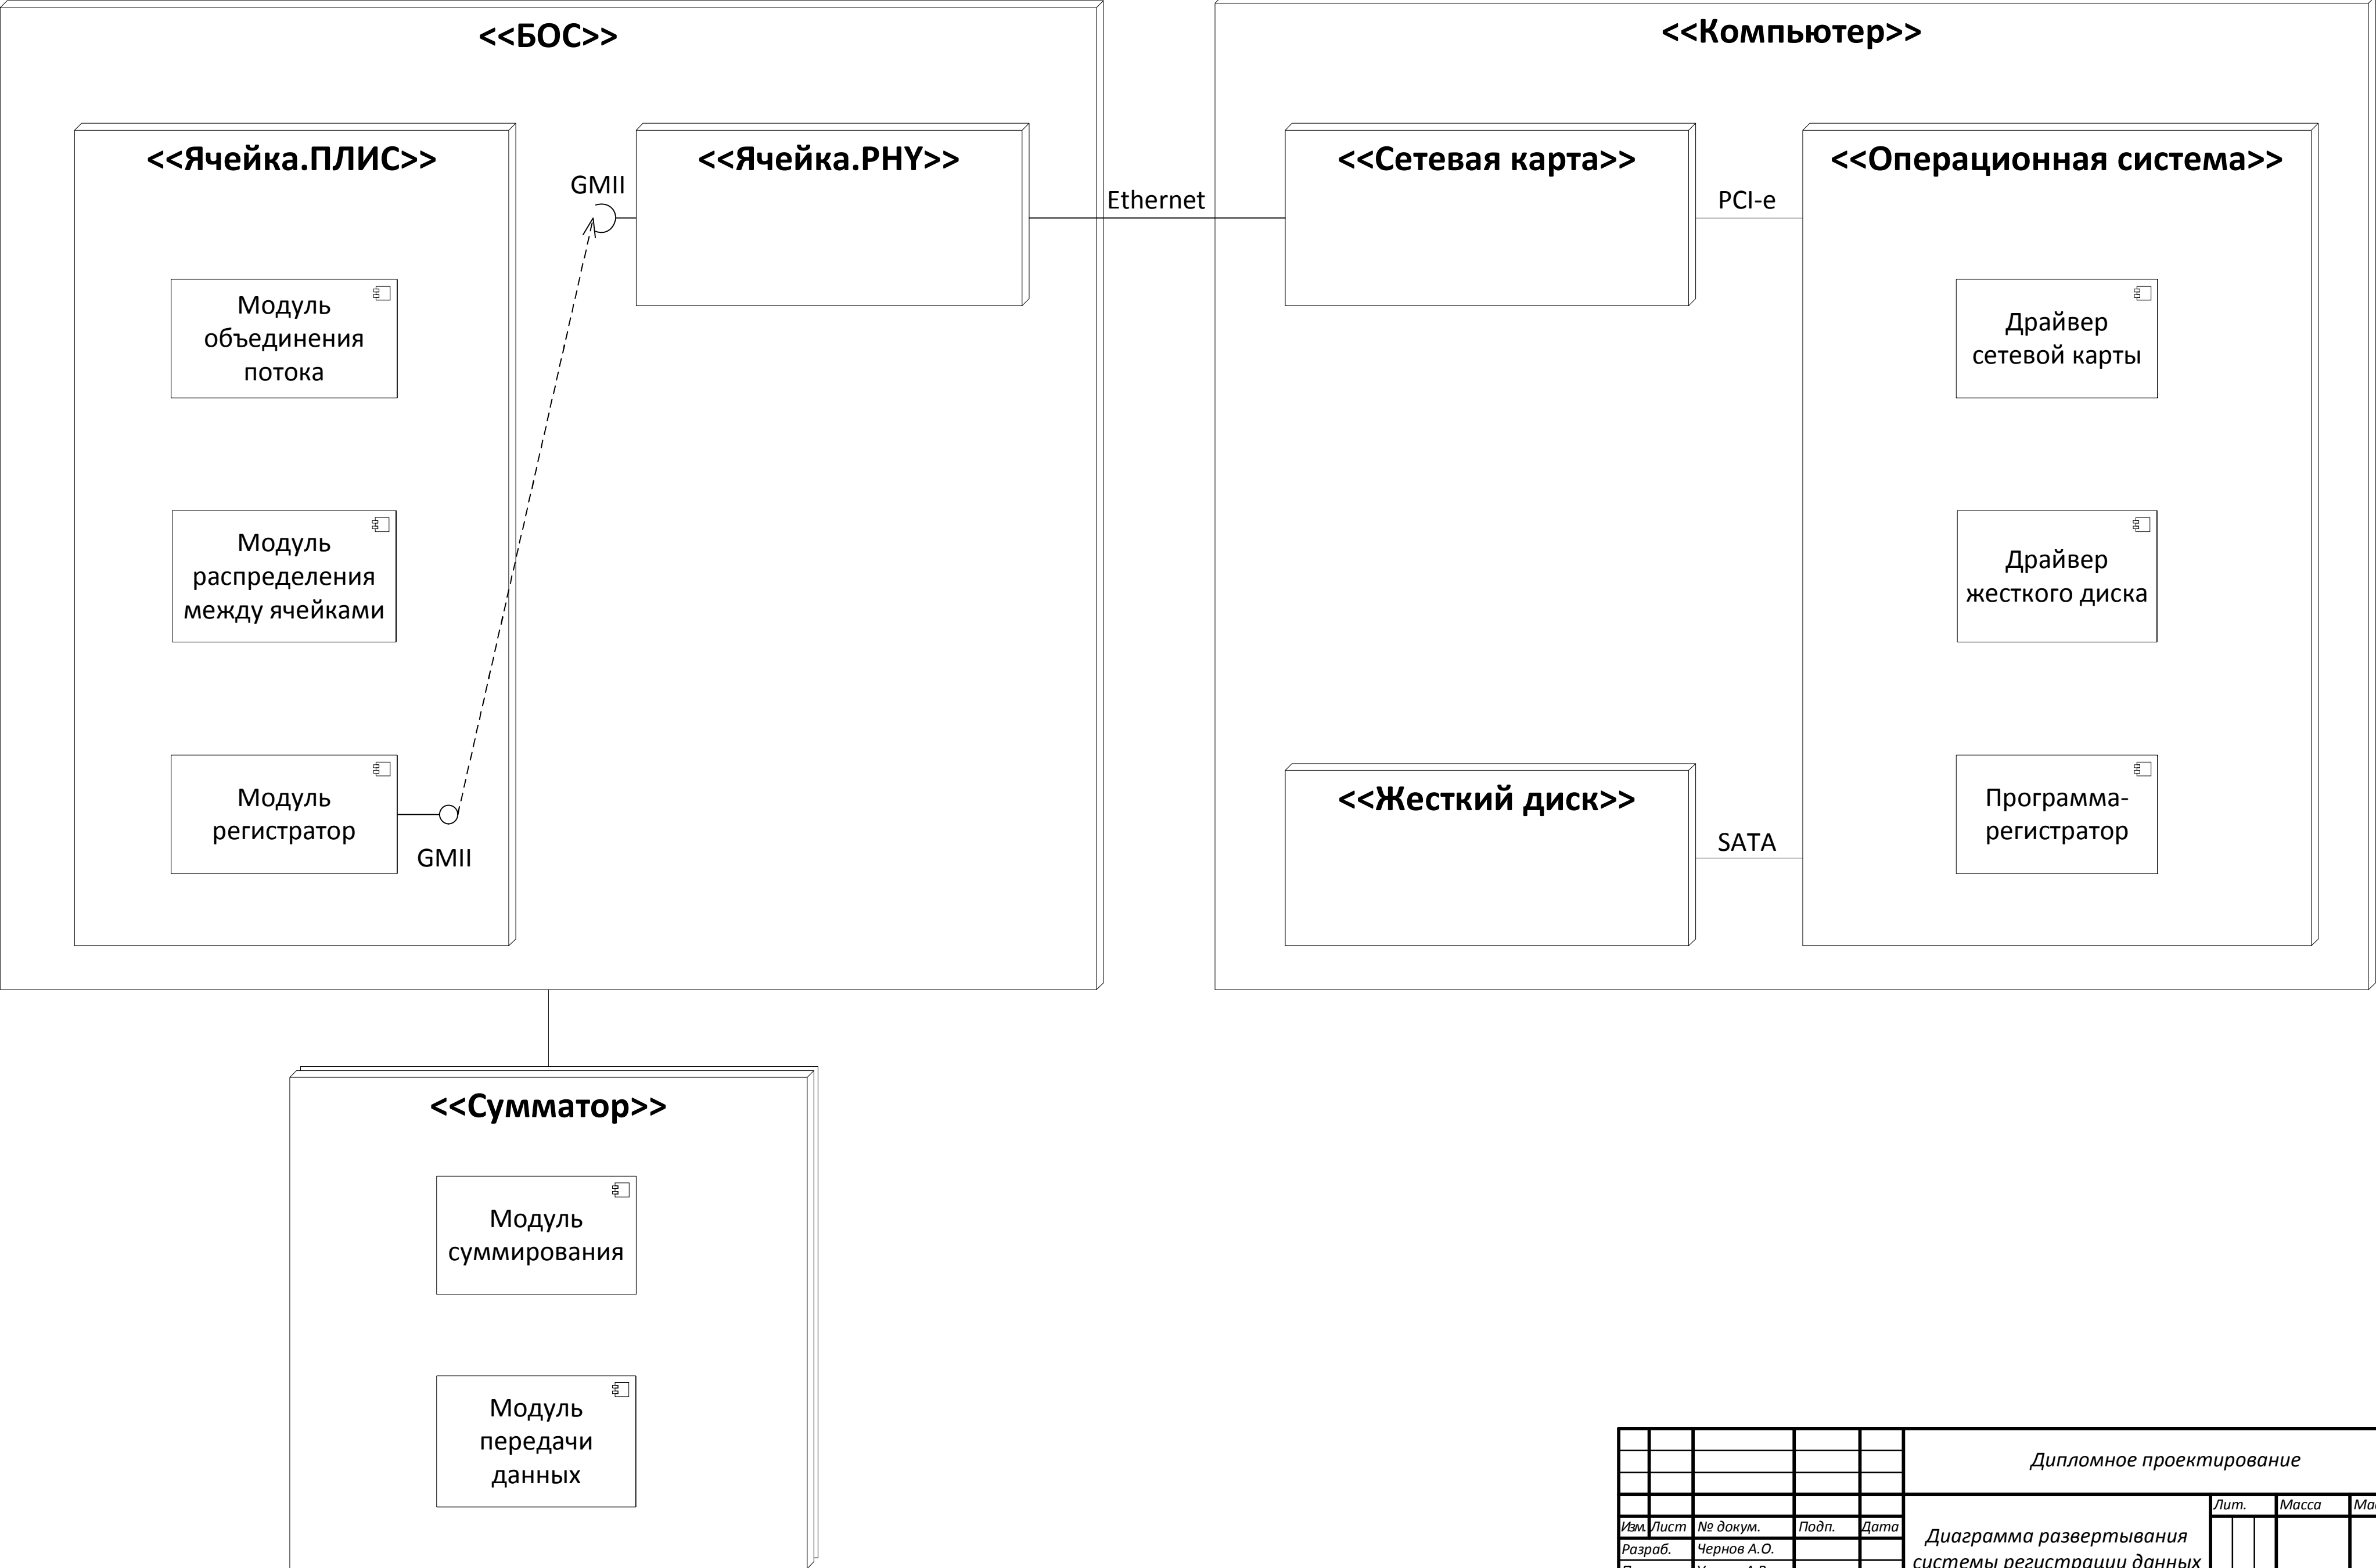 <<БОС>>
<<Ячейка.ПЛИС>>
Модуль
объединения
потока
Модуль
распределения
между ячейками
Модуль
регистратор
GMII
GMII
<<Ячейка.PHY>>
Ethernet
<<Компьютер>>
<<Сетевая карта>>
PCI-e
<<Жесткий диск>>
SATA
<<Операционная система>>
Драйвер
сетевой карты
Драйвер
жесткого диска
Программа-
регистратор
<<Сумматор>>
Модуль
суммирования
Модуль
передачи
данных
Дипломное проектирование
Изм. Лист № докум. Подп. Дата
Разраб. Чернов А.О.
Диаграмма развертывания
системы регистрации данных
Лит. Масса